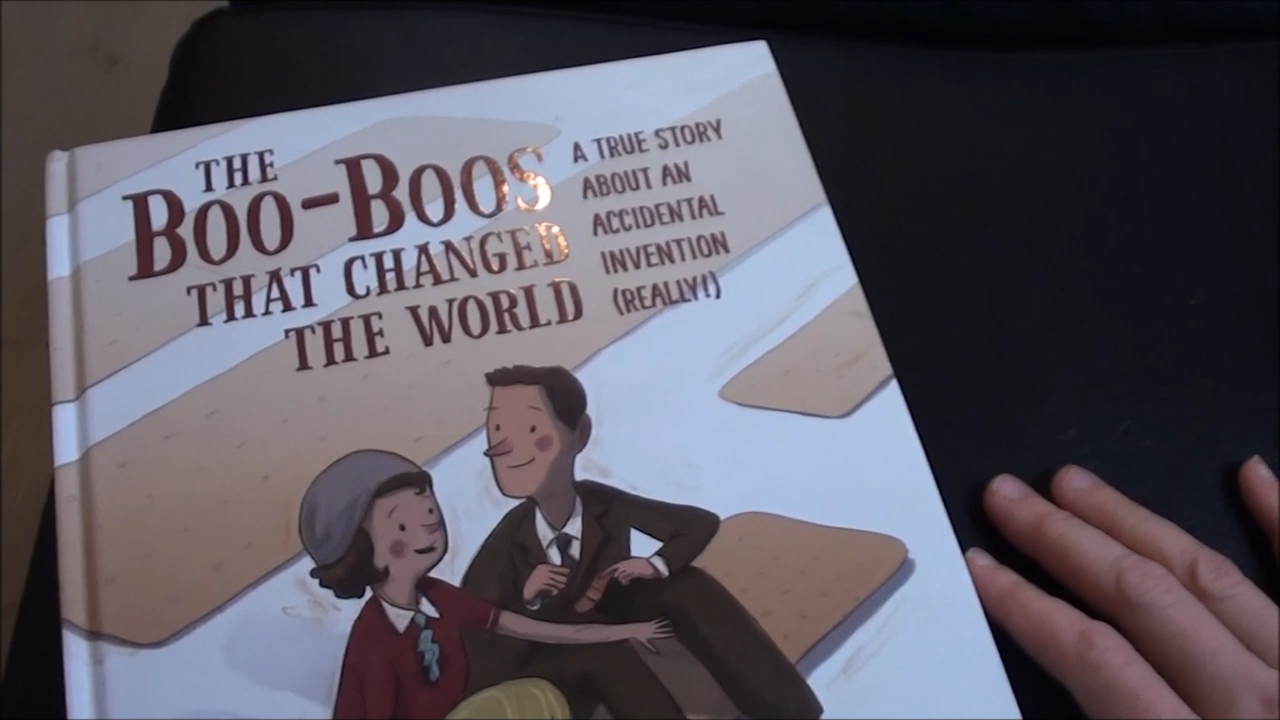 THE
BOO-BOOS
THAT CHANGED
THE WORLD
A TRUE STORY
ABOUT AN
ACCIDENTAL
INVENTION
(REALLY!)